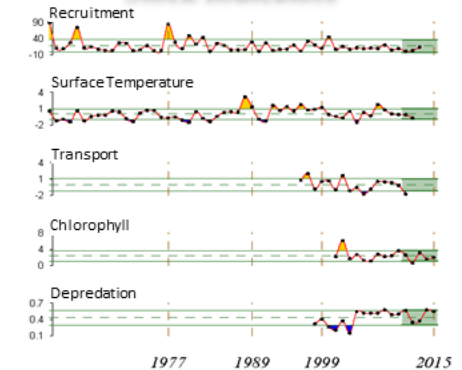 Recruitment
90
40
-10
Surface Temperature
4
1
-2
Transport
4
1
-2
Chlorophyll
8
4
0
Depredation
0.7
0.4
0.1
1977 1989 1999 2015